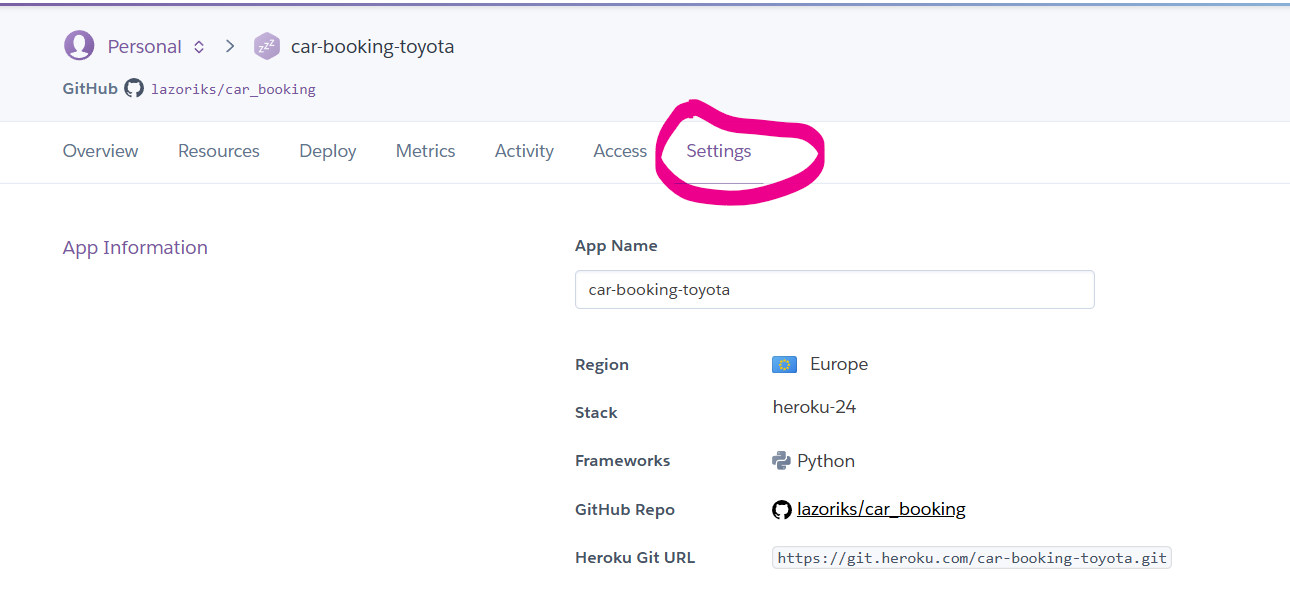 Personal car-booking-toyota
GitHub lazoriks/car_booking
Overview Resources Deploy Metrics Activity Access Settings
App Information
App Name
car-booking-toyota
Region Europe
Stack heroku-24
Frameworks Python
GitHub Repo lazoriks/car_booking
Heroku Git URL https://git.heroku.com/car-booking-toyota.git